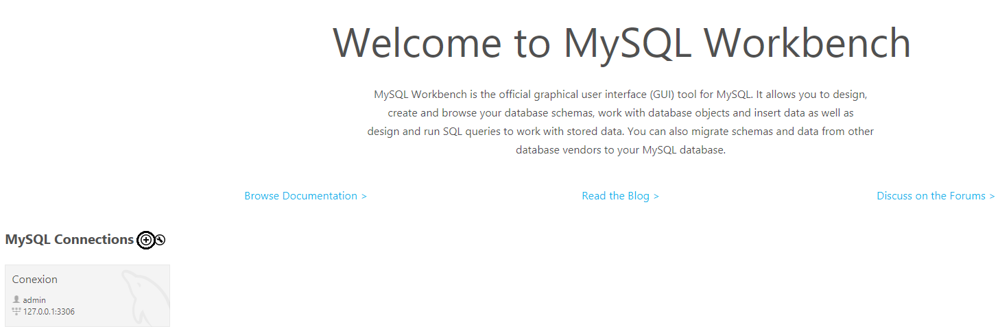 Welcome to MySQL Workbench
MySQL Workbench is the official graphical user interface (GUI) tool for MySQL. It allows you to design,
create and browse your database schemas, work with database objects and insert data as well as
design and run SQL queries to work with stored data. You can also migrate schemas and data from other
database vendors to your MySQL database.
Browse Documentation >
Read the Blog >
Discuss on the Forums >
MySQL Connections
Conexion
admin
127.0.0.1:3306